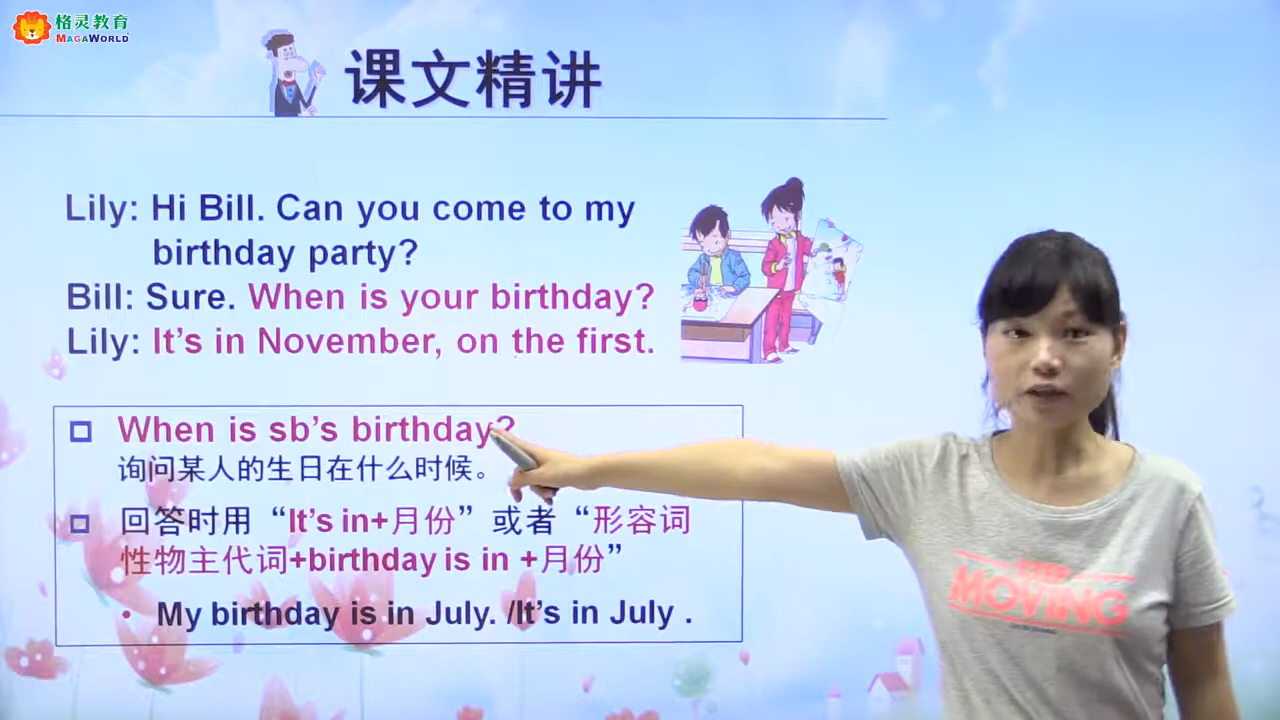 格灵教育
MAGAWORLD
课文精讲
Lily: Hi Bill. Can you come to my
birthday party?
Bill: Sure. When is your birthday?
Lily: It’s in November, on the first.
When is sb’s birthday?
询问某人的生日在什么时候。
回答时用“It’s in+月份”或者“形容词
性物主代词+birthday is in +月份”
• My birthday is in July. /It’s in July .
KEEP
MOVING